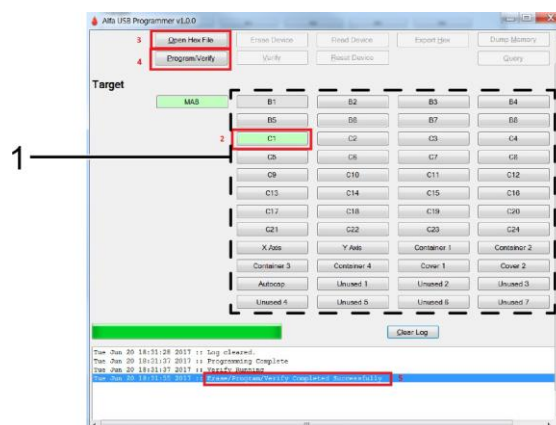 Alfa USB Programmer v1.0.0
3 Open Hex File Erase Device Read Device Export Hex Dump Memory
4 Program/Verify Verify Reset Device Query
Target
MAB B1 B2 B3 B4
B5 B6 B7 B8
2 C1 C2 C3 C4
1
C5 C6 C7 C8
C9 C10 C11 C12
C13 C14 C15 C16
C17 C18 C19 C20
C21 C22 C23 C24
X Axis Y Axis Container 1 Container 2
Container 3 Container 4 Cover 1 Cover 2
Autocap Unused 1 Unused 2 Unused 3
Unused 4 Unused 5 Unused 6 Unused 7
Clear Log
Tue Jun 20 18:31:28 2017 :: Log cleared.
Tue Jun 20 18:31:37 2017 :: Programming Complete
Tue Jun 20 18:31:37 2017 :: Verify Running
Tue Jun 20 18:31:55 2017 :: Erase/Program/Verify Completed Successfully 5